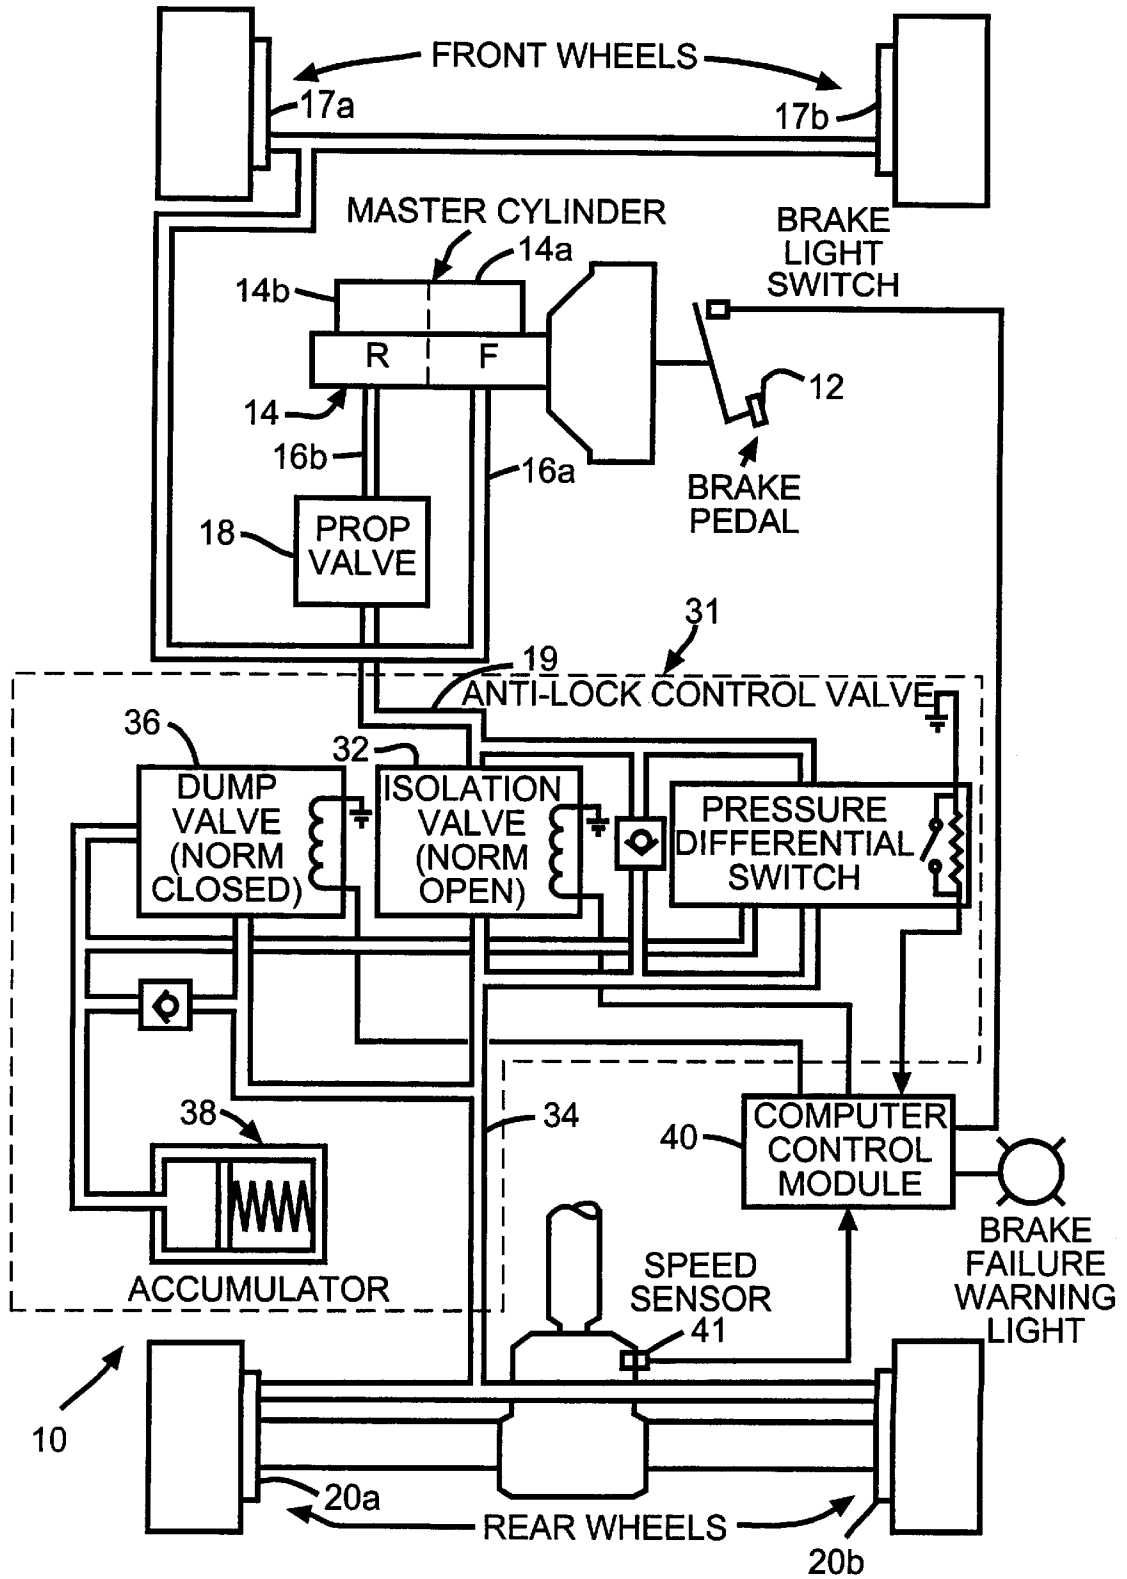 FRONT WHEELS
17a
17b
MASTER CYLINDER
BRAKE
LIGHT
SWITCH
14a
14b
R
F
12
14
16b
16a
BRAKE
PEDAL
18
PROP
VALVE
31
19
ANTI-LOCK CONTROL VALVE
36
32
DUMP
VALVE
(NORM
CLOSED)
ISOLATION
VALVE
(NORM
OPEN)
PRESSURE
DIFFERENTIAL
SWITCH
38
34
40
COMPUTER
CONTROL
MODULE
ACCUMULATOR
BRAKE
FAILURE
WARNING
LIGHT
SPEED
SENSOR
41
10
20a
REAR WHEELS
20b